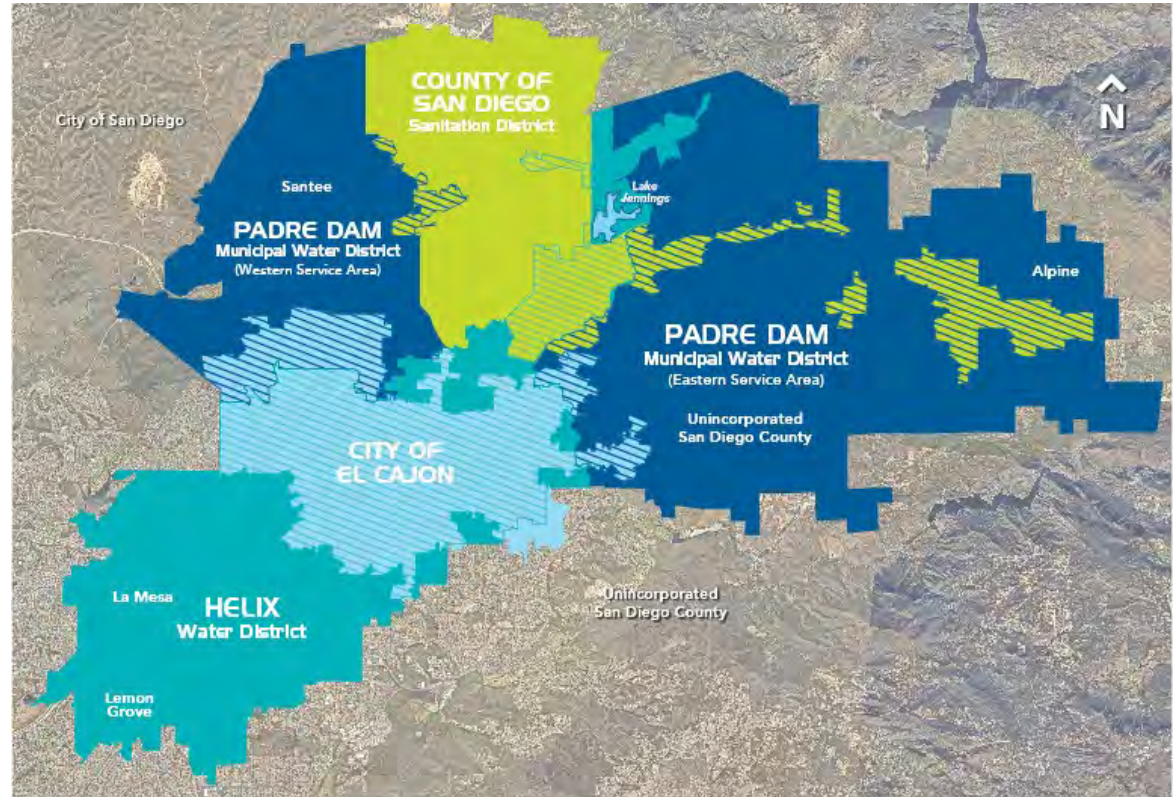 COUNTY OF
SAN DIEGO
Sanitation District
City of San Diego
N
Santee
Lake
Jennings
PADRE DAM
Municipal Water District
(Western Service Area)
Alpine
PADRE DAM
Municipal Water District
(Eastern Service Area)
Unincorporated
San Diego County
CITY OF
EL CAJON
La Mesa
HELIX
Water District
Unincorporated
San Diego County
Lemon
Grove